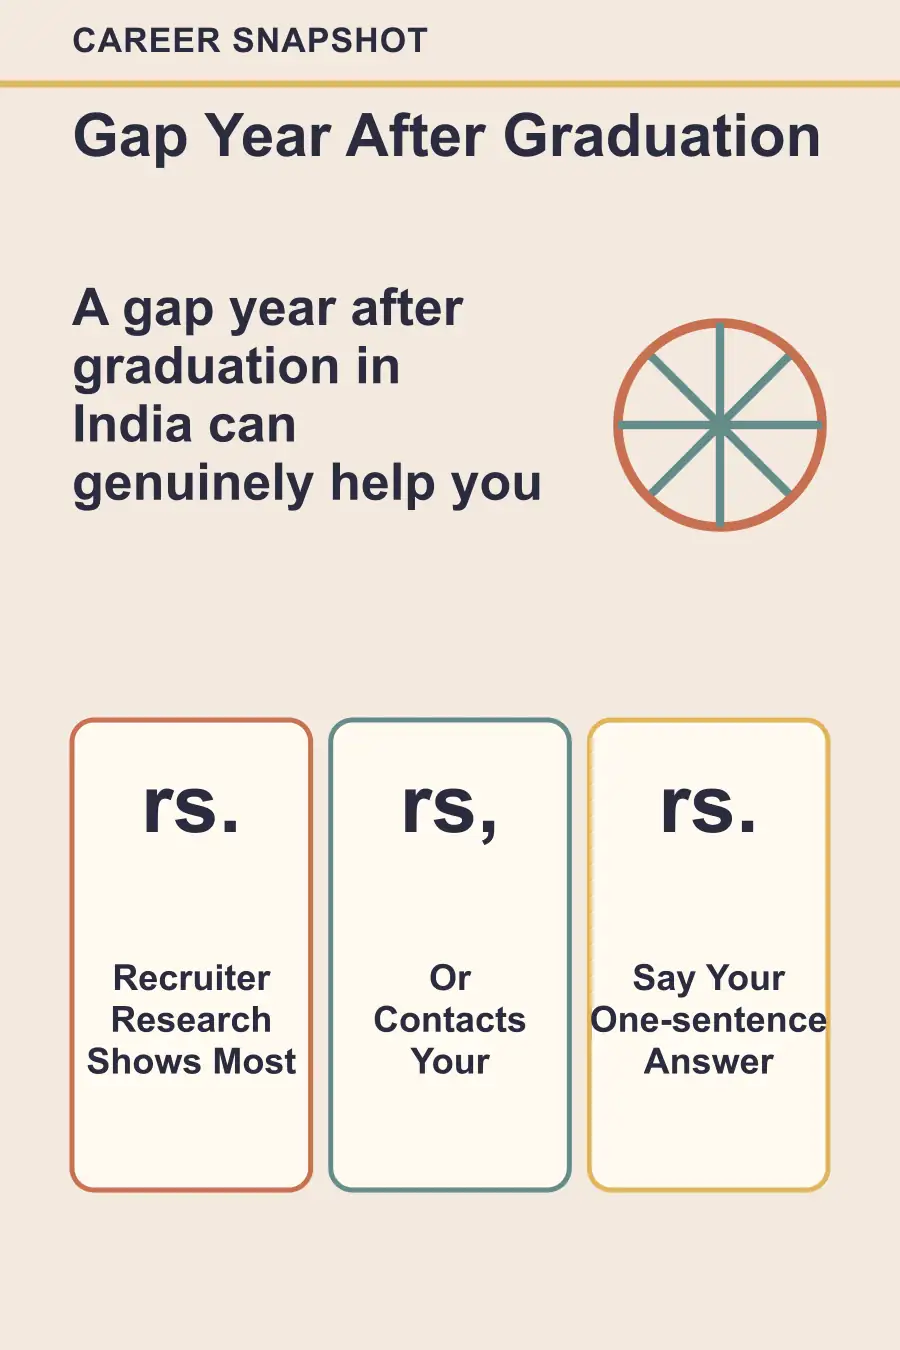 CAREER SNAPSHOT
Gap Year After Graduation
A gap year after
graduation in
India can
genuinely help you
rs.
Recruiter
Research
Shows Most
rs,
Or
Contacts
Your
rs.
Say Your
One-sentence
Answer